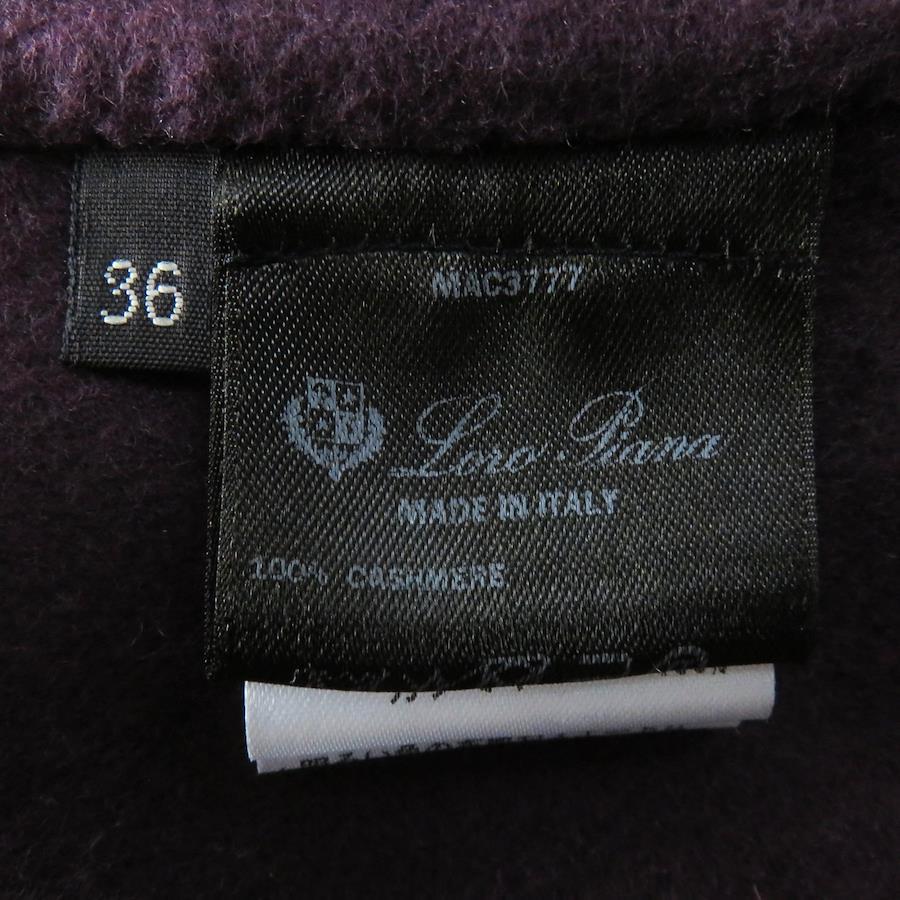 36
MAC3777
Loro Piana
MADE IN ITALY
100% CASHMERE